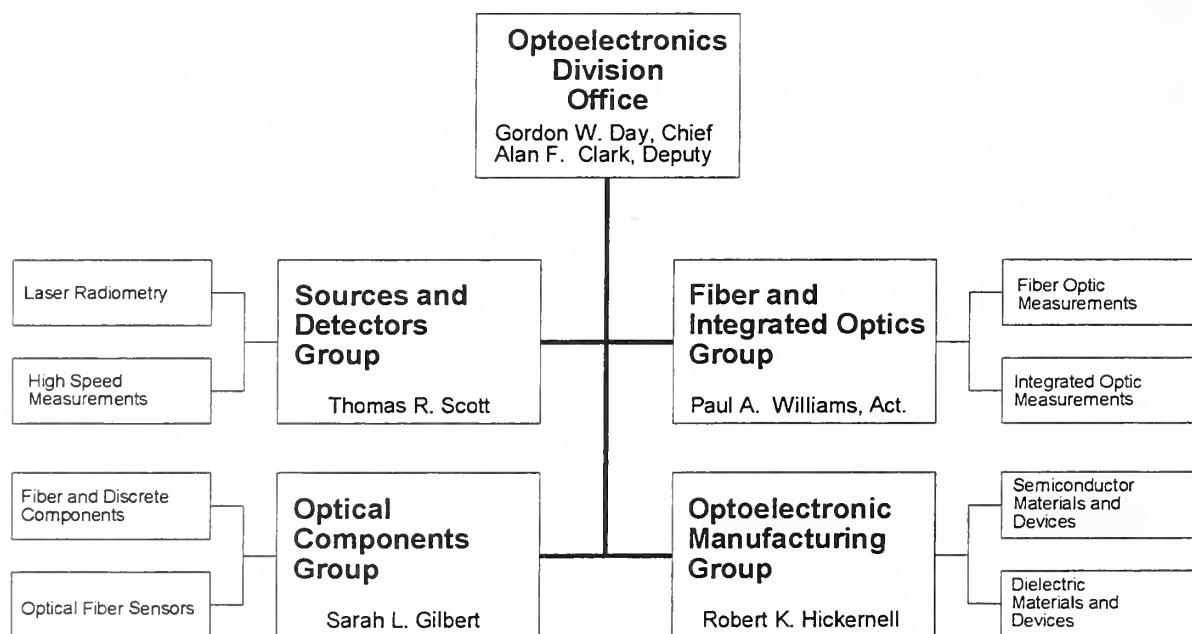 Optoelectronics
Division
Office
Gordon W. Day, Chief
Alan F. Clark, Deputy
Laser Radiometry
High Speed
Measurements
Sources and
Detectors
Group
Thomas R. Scott
Fiber and
Integrated Optics
Group
Paul A. Williams, Act.
Fiber Optic
Measurements
Integrated Optic
Measurements
Fiber and Discrete
Components
Optical Fiber Sensors
Optical
Components
Group
Sarah L. Gilbert
Optoelectronic
Manufacturing
Group
Robert K. Hickernell
Semiconductor
Materials and
Devices
Dielectric
Materials and
Devices